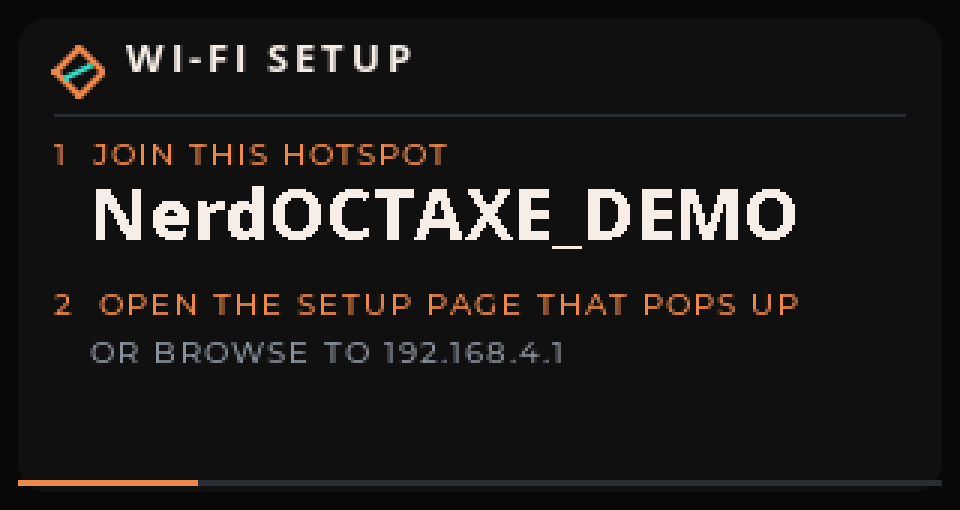 WI-FI SETUP
1 JOIN THIS HOTSPOT
NerdOCTAXE_DEMO
2 OPEN THE SETUP PAGE THAT POPS UP
OR BROWSE TO 192.168.4.1